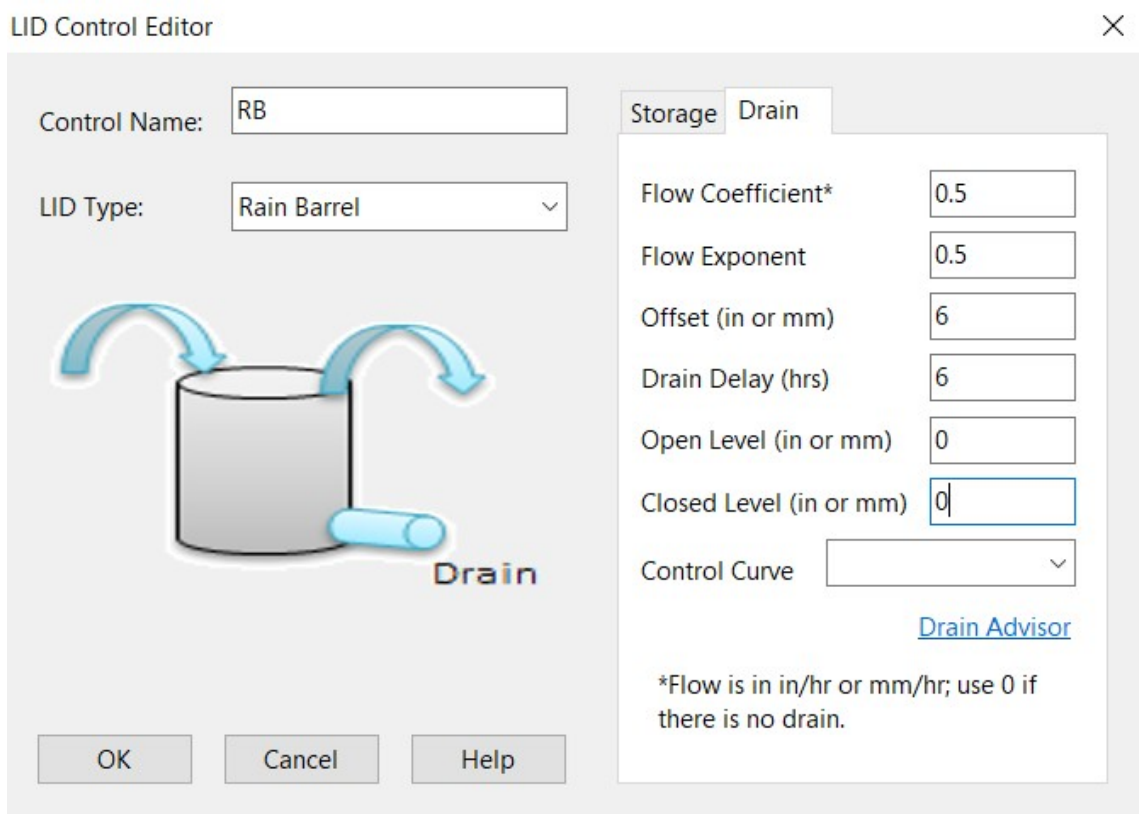 LID Control Editor
Control Name: RB
LID Type: Rain Barrel
Drain
OK Cancel Help
Storage Drain
Flow Coefficient* 0.5
Flow Exponent 0.5
Offset (in or mm) 6
Drain Delay (hrs) 6
Open Level (in or mm) 0
Closed Level (in or mm) 0
Control Curve
Drain Advisor
*Flow is in in/hr or mm/hr; use 0 if
there is no drain.